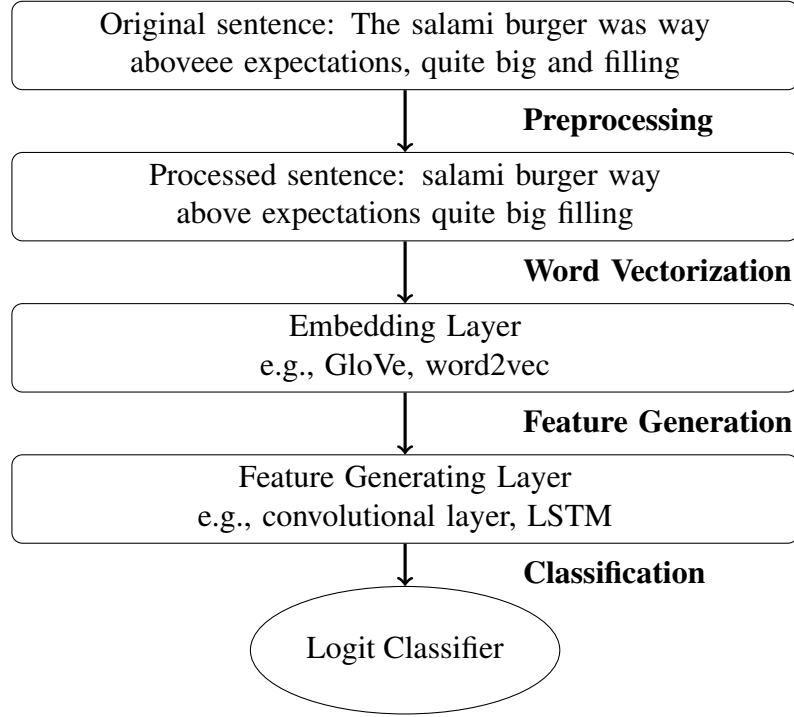 Original sentence: The salami burger was way
aboveee expectations, quite big and filling
Preprocessing
Processed sentence: salami burger way
above expectations quite big filling
Word Vectorization
Embedding Layer
e.g., GloVe, word2vec
Feature Generation
Feature Generating Layer
e.g., convolutional layer, LSTM
Classification
Logit Classifier